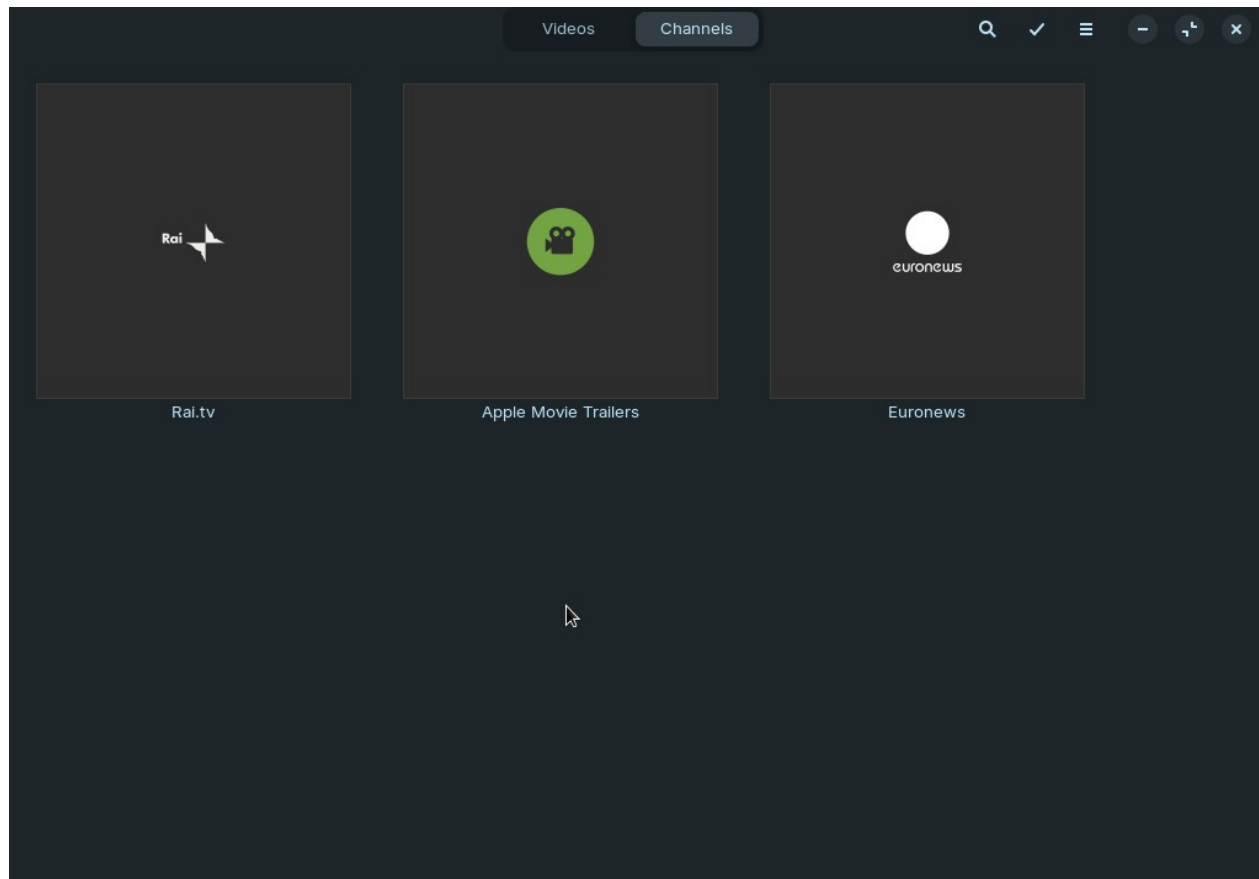 Videos
Channels
Rai
euronews
Rai.tv
Apple Movie Trailers
Euronews